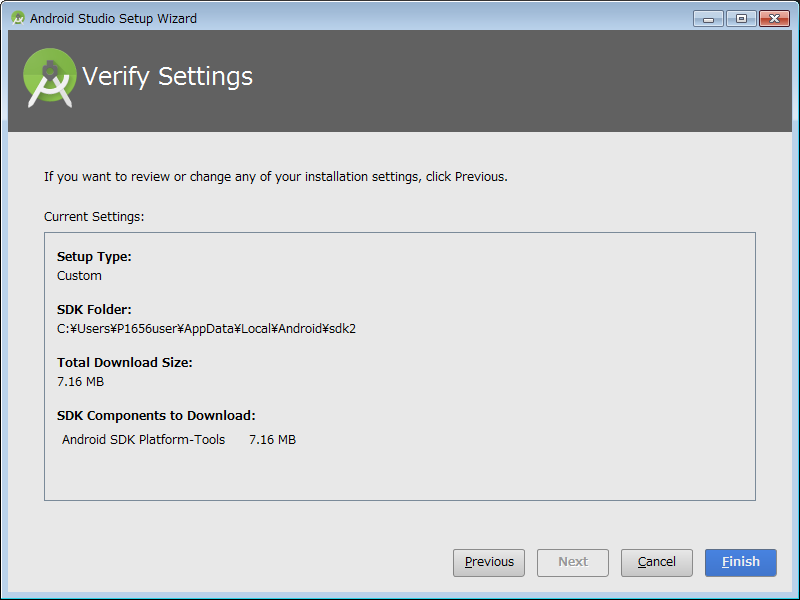 Android Studio Setup Wizard
Verify Settings
If you want to review or change any of your installation settings, click Previous.
Current Settings:
Setup Type:
Custom
SDK Folder:
C:¥Users¥P1656user¥AppData¥Local¥Android¥sdk2
Total Download Size:
7.16 MB
SDK Components to Download:
Android SDK Platform-Tools 7.16 MB
Previous Next Cancel Finish